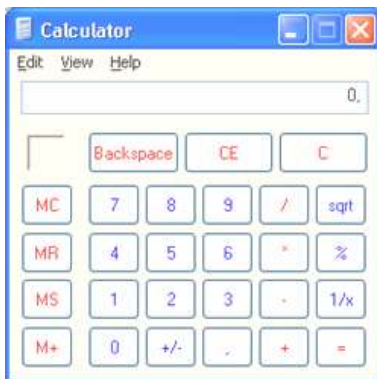 Calculator
Edit View Help
0,
Backspace CE C
MC 7 8 9 / sqrt
MR 4 5 6 * %
MS 1 2 3 - 1/x
M+ 0 +/- , + =